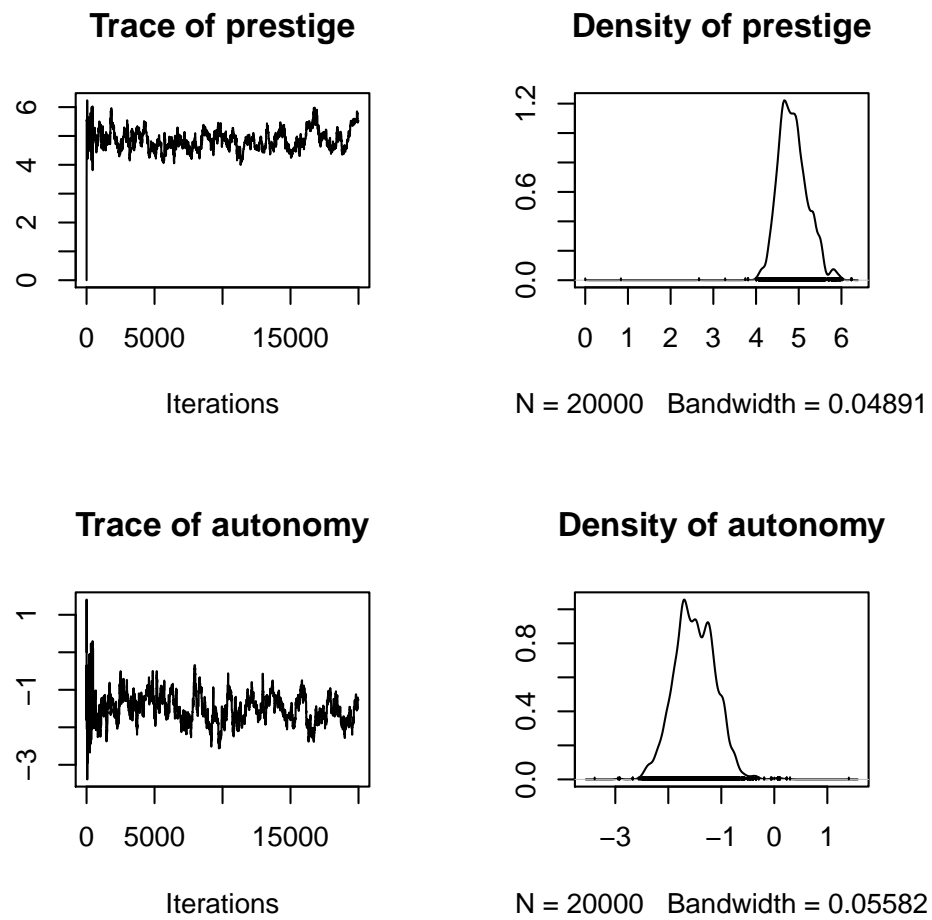 Trace of prestige
6
4
2
0
0 5000 15000
Iterations
Density of prestige
1.2
0.6
0.0
0 1 2 3 4 5 6
N = 20000 Bandwidth = 0.04891
Trace of autonomy
1
−1
−3
0 5000 15000
Iterations
Density of autonomy
0.8
0.4
0.0
−3 −1 0 1
N = 20000 Bandwidth = 0.05582